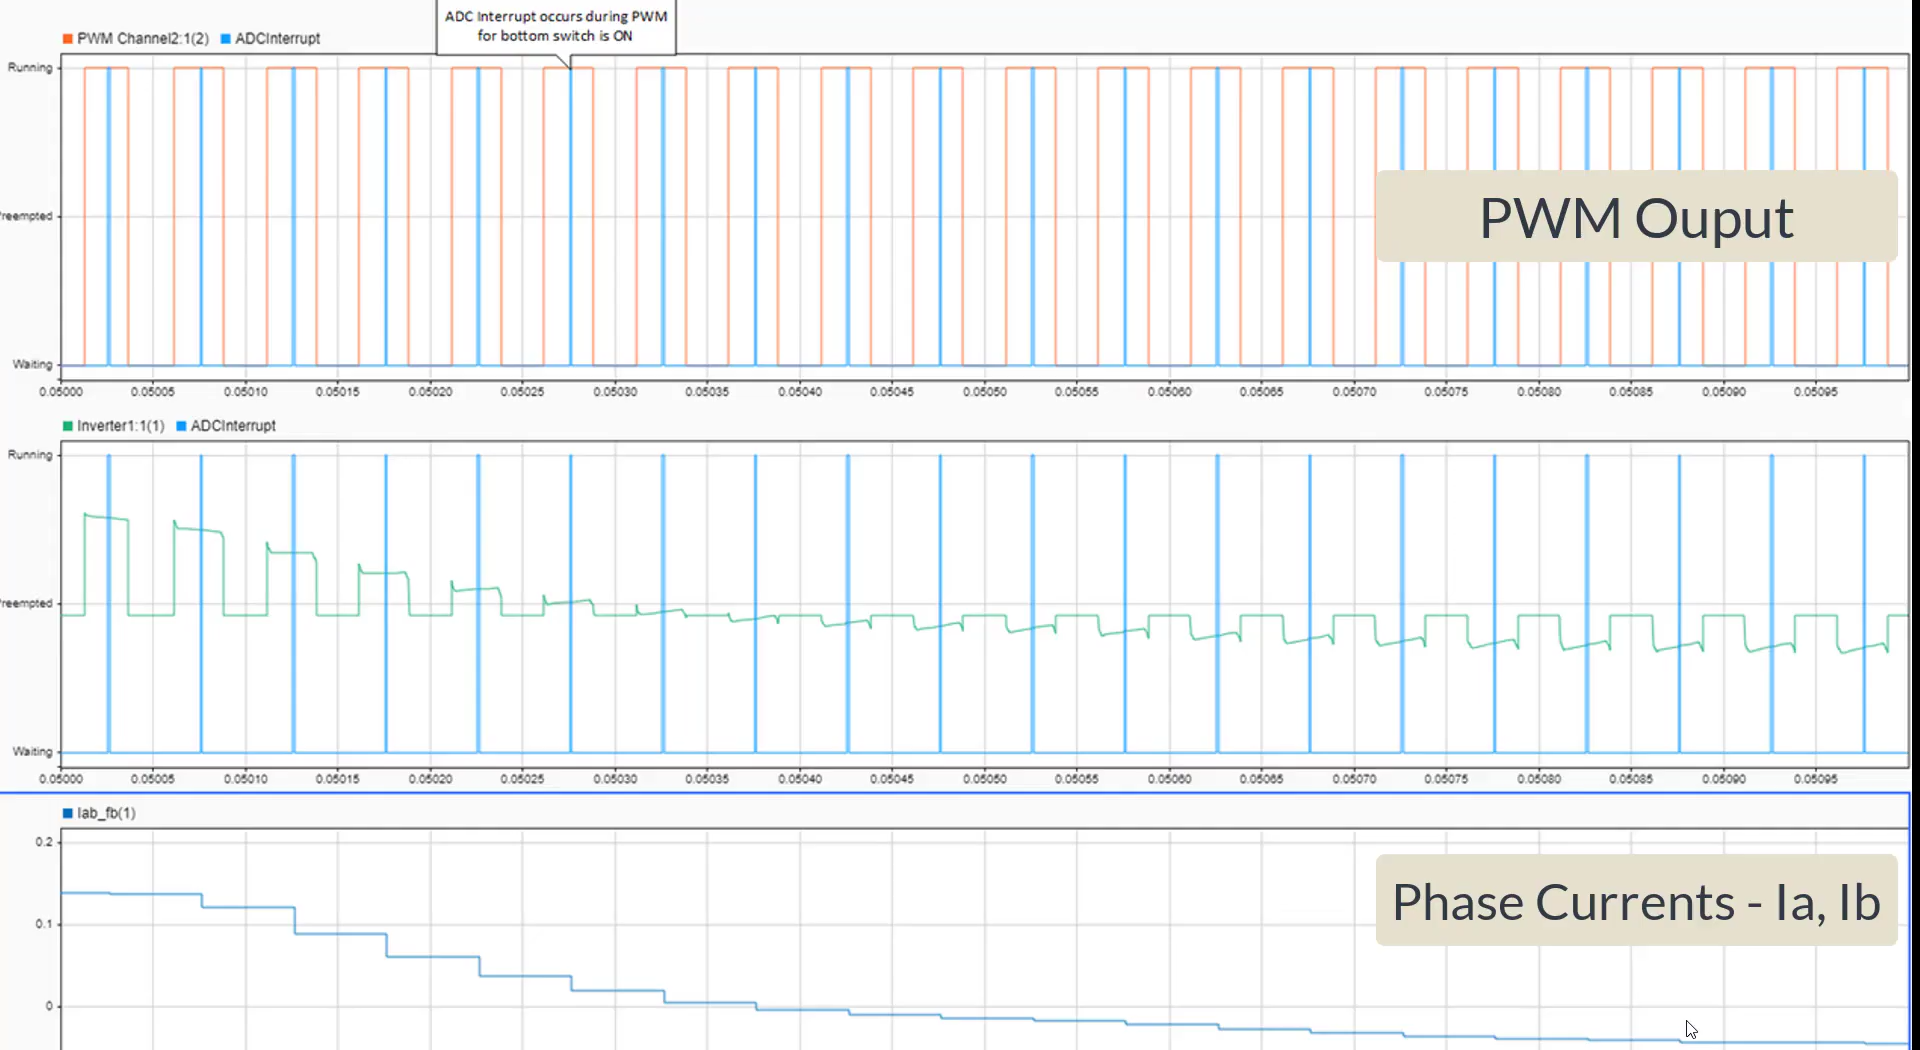 ADC Interrupt occurs during PWM
for bottom switch is ON
PWM Channel2:1(2) ADCInterrupt
Running
reempted
Waiting
PWM Ouput
0.05000 0.05005 0.05010 0.05015 0.05020 0.05025 0.05030 0.05035 0.05040 0.05045 0.05050 0.05055 0.05060 0.05065 0.05070 0.05075 0.05080 0.05085 0.05090 0.05095
Inverter1:1(1) ADCInterrupt
Running
reempted
Waiting
0.05000 0.05005 0.05010 0.05015 0.05020 0.05025 0.05030 0.05035 0.05040 0.05045 0.05050 0.05055 0.05060 0.05065 0.05070 0.05075 0.05080 0.05085 0.05090 0.05095
Iab_fb(1)
0.2
0.1
0
Phase Currents - Ia, Ib